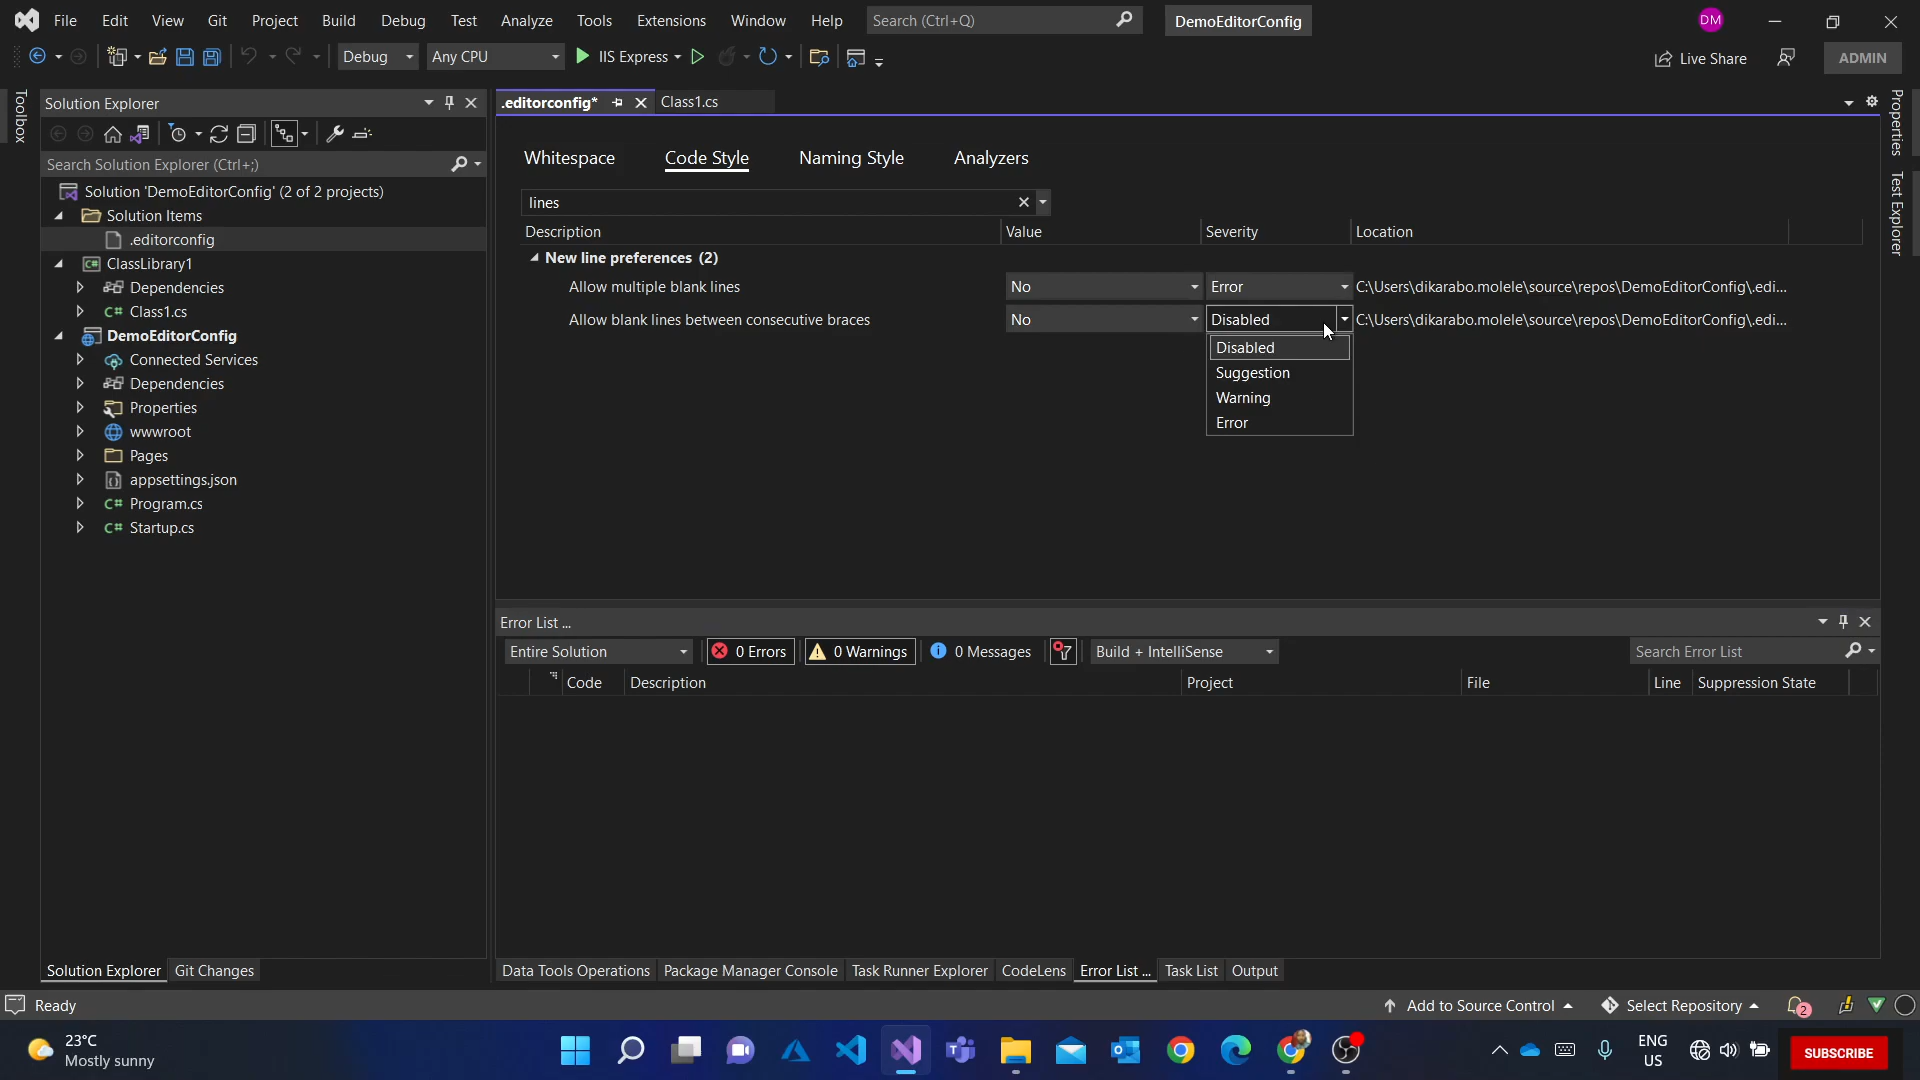 File Edit View Git Project Build Debug Test Analyze Tools Extensions Window Help Search (Ctrl+Q) DemoEditorConfig DM
Debug Any CPU IIS Express Live Share ADMIN
Toolbox
Solution Explorer
Search Solution Explorer (Ctrl+;)
Solution 'DemoEditorConfig' (2 of 2 projects)
Solution Items
.editorconfig
ClassLibrary1
Dependencies
Class1.cs
DemoEditorConfig
Connected Services
Dependencies
Properties
wwwroot
Pages
appsettings.json
Program.cs
Startup.cs
Solution Explorer Git Changes
.editorconfig* Class1.cs
Whitespace Code Style Naming Style Analyzers
lines
Description Value Severity Location
New line preferences (2)
Allow multiple blank lines No Error C:\Users\dikarabo.molele\source\repos\DemoEditorConfig\.edi...
Allow blank lines between consecutive braces No Disabled C:\Users\dikarabo.molele\source\repos\DemoEditorConfig\.edi...
Disabled
Suggestion
Warning
Error
Properties
Test Explorer
Error List ...
Entire Solution 0 Errors 0 Warnings 0 Messages Build + IntelliSense Search Error List
Code Description Project File Line Suppression State
Data Tools Operations Package Manager Console Task Runner Explorer CodeLens Error List ... Task List Output
Ready Add to Source Control Select Repository 2
23°C
Mostly sunny
ENG
US
SUBSCRIBE